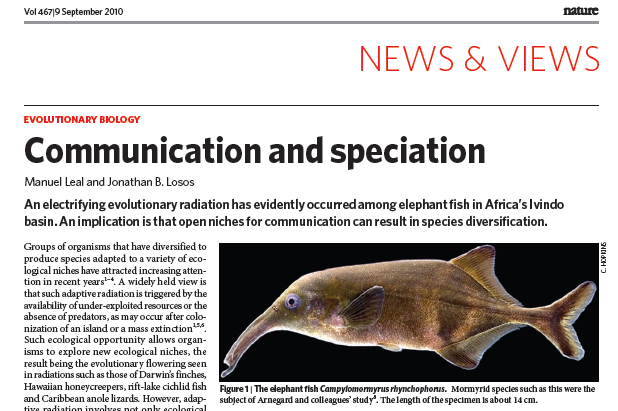 Vol 467|9 September 2010
nature
NEWS & VIEWS
EVOLUTIONARY BIOLOGY
Communication and speciation
Manuel Leal and Jonathan B. Losos
An electrifying evolutionary radiation has evidently occurred among elephant fish in Africa's Ivindo
basin. An implication is that open niches for communication can result in species diversification.
Groups of organisms that have diversified to
produce species adapted to a variety of eco-
logical niches have attracted increasing atten-
tion in recent years1–4. A widely held view is
that such adaptive radiation is triggered by the
availability of under-exploited resources or the
absence of predators, as may occur after colo-
nization of an island or a mass extinction1,5,6.
Such ecological opportunity allows organ-
isms to explore new ecological niches, the
result being the evolutionary flowering seen
in radiations such as those of Darwin's finches,
Hawaiian honeycreepers, rift-lake cichlid fish
and Caribbean anole lizards. However, adap-
tive radiation involves not only ecological
C. HOPKINS
Figure 1 | The elephant fish Campylomormyrus rhynchophorus. Mormyrid species such as this were the
subject of Arnegard and colleagues' study8. The length of the specimen is about 14 cm.